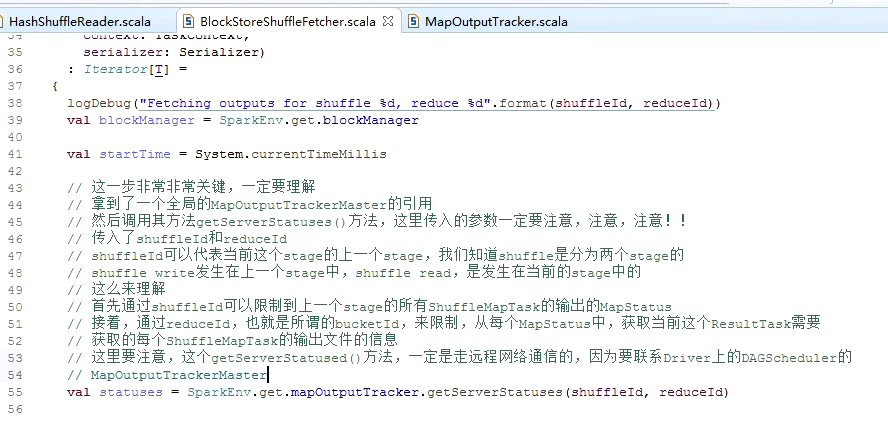 HashShuffleReader.scala BlockStoreShuffleFetcher.scala MapOutputTracker.scala
34 context: TaskContext,
35 serializer: Serializer)
36 : Iterator[T] =
37 {
38 logDebug("Fetching outputs for shuffle %d, reduce %d".format(shuffleId, reduceId))
39 val blockManager = SparkEnv.get.blockManager
40
41 val startTime = System.currentTimeMillis
42
43 // 这一步非常非常关键，一定要理解
44 // 拿到了一个全局的MapOutputTrackerMaster的引用
45 // 然后调用其方法getServerStatuses()方法，这里传入的参数一定要注意，注意，注意！！
46 // 传入了shuffleId和reduceId
47 // shuffleId可以代表当前这个stage的上一个stage，我们知道shuffle是分为两个stage的
48 // shuffle write发生在上一个stage中，shuffle read，是发生在当前的stage中的
49 // 这么来理解
50 // 首先通过shuffleId可以限制到上一个stage的所有ShuffleMapTask的输出的MapStatus
51 // 接着，通过reduceId，也就是所谓的bucketId，来限制，从每个MapStatus中，获取当前这个ResultTask需要
52 // 获取的每个ShuffleMapTask的输出文件的信息
53 // 这里要注意，这个getServerStatused()方法，一定是走远程网络通信的，因为要联系Driver上的DAGScheduler的
54 // MapOutputTrackerMaster
55 val statuses = SparkEnv.get.mapOutputTracker.getServerStatuses(shuffleId, reduceId)
56